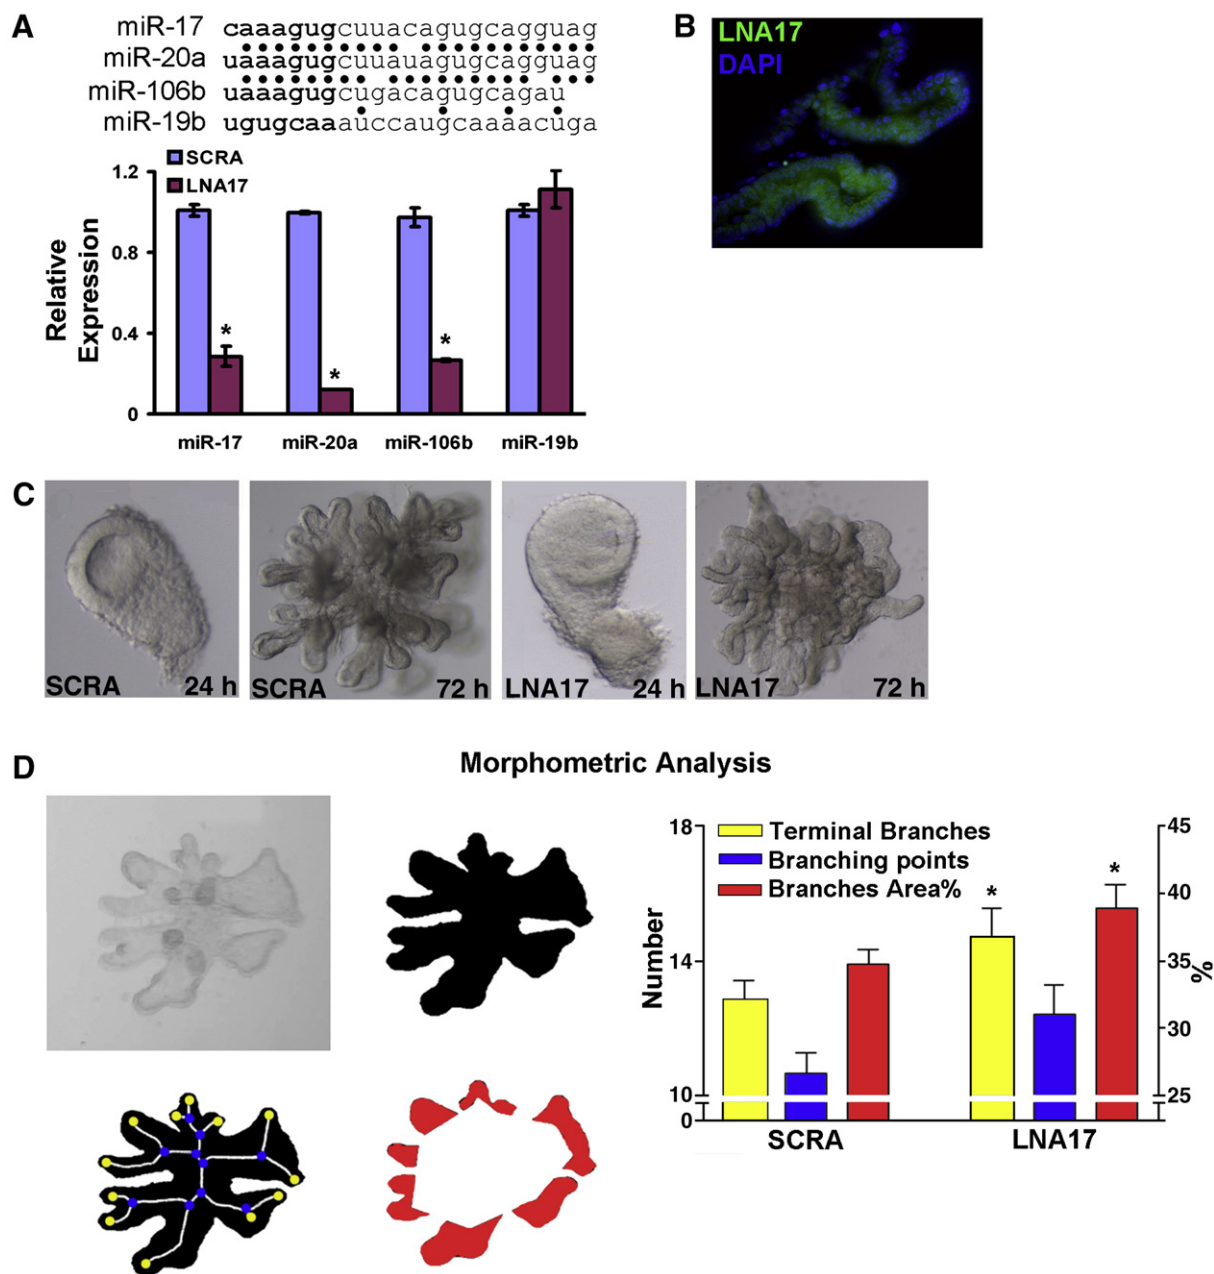 A
miR-17 caaagugcuuacagugcagguag
miR-20a uaaagugcuuauagugcagguag
miR-106b uaaagugcugacagugcagau
miR-19b ugugcaaauccaugcaaaacuga
SCRA
LNA17
1.2
0.8
0.4
0
Relative
Expression
*
*
*
miR-17 miR-20a miR-106b miR-19b
B
LNA17
DAPI
C
SCRA 24 h
SCRA 72 h
LNA17 24 h
LNA17 72 h
D
Morphometric Analysis
Terminal Branches
Branching points
Branches Area%
Number
18
14
10
0
45
40
35
30
25
%
*
*
SCRA LNA17